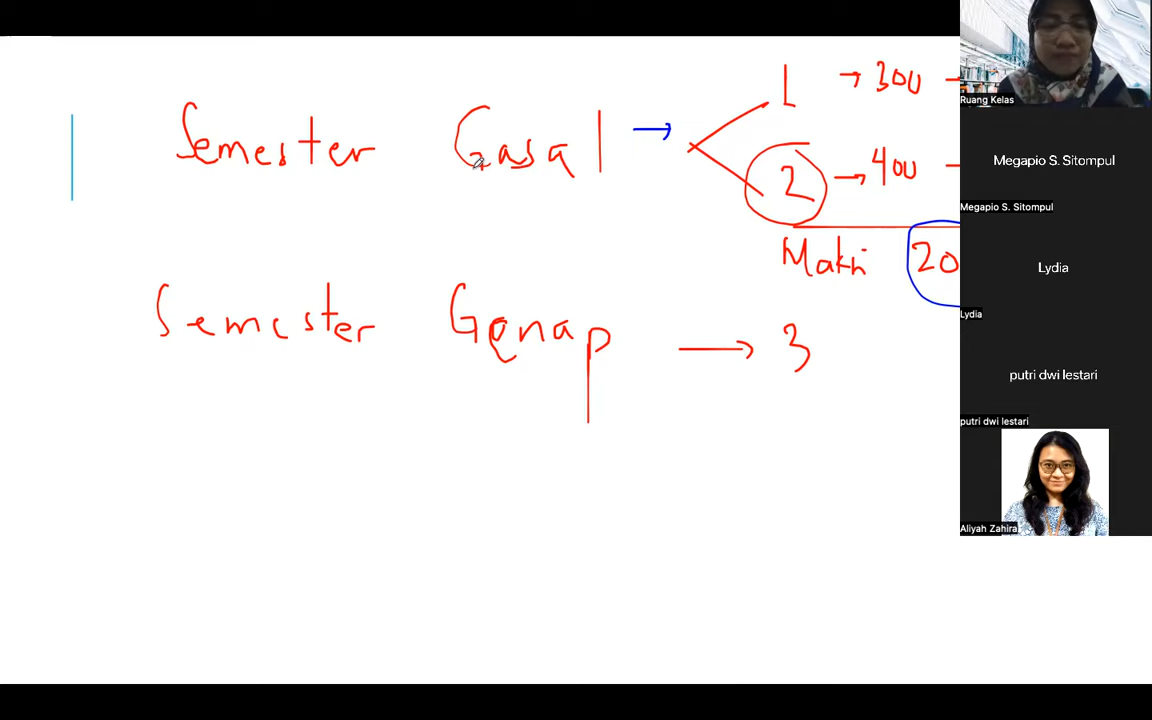 Semester Gasal → 1 → 300 –
2 → 400 –
Matri 20
Semester Genap → 3
Ruang Kelas
Megapio S. Sitompul
Megapio S. Sitompul
Lydia
Lydia
putri dwi lestari
putri dwi lestari
Aliyah Zahira